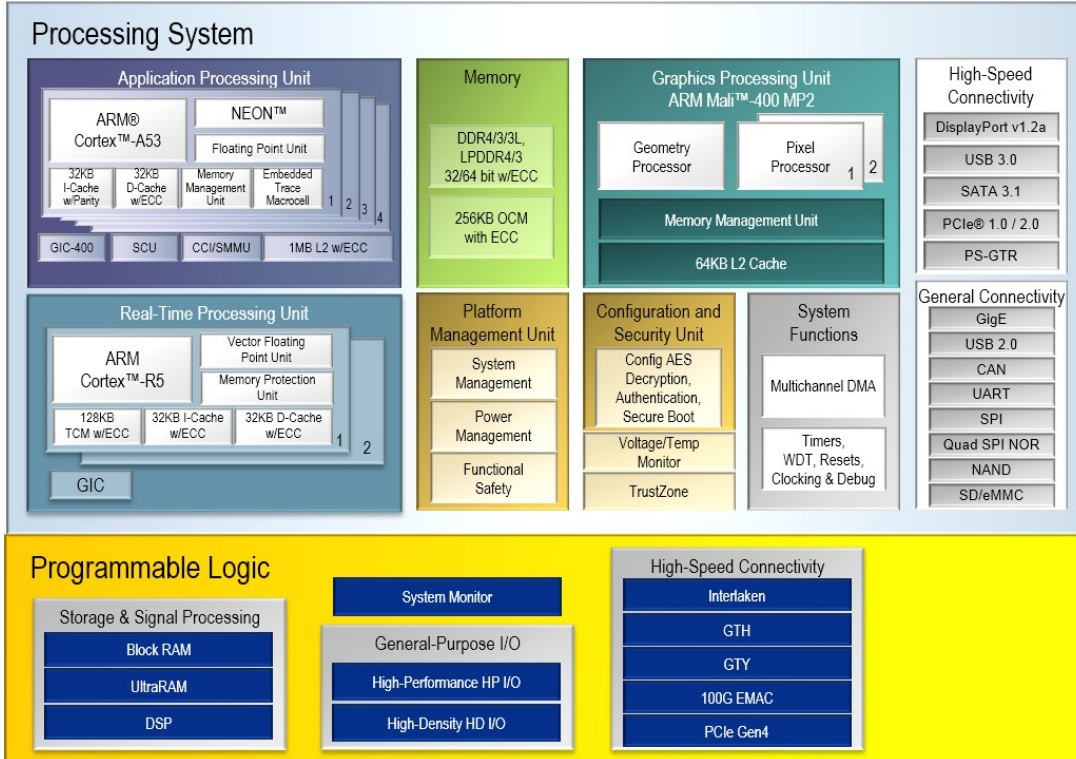 Processing System
Application Processing Unit
ARM®
Cortex™-A53
NEON™
Floating Point Unit
32KB
I-Cache
w/Parity
32KB
D-Cache
w/ECC
Memory
Management
Unit
Embedded
Trace
Macrocell
1
2
3
4
GIC-400
SCU
CCI/SMMU
1MB L2 w/ECC
Memory
DDR4/3/3L,
LPDDR4/3
32/64 bit w/ECC
256KB OCM
with ECC
Graphics Processing Unit
ARM Mali™-400 MP2
Geometry
Processor
Pixel
Processor
1
2
Memory Management Unit
64KB L2 Cache
High-Speed
Connectivity
DisplayPort v1.2a
USB 3.0
SATA 3.1
PCIe® 1.0 / 2.0
PS-GTR
Real-Time Processing Unit
ARM
Cortex™-R5
Vector Floating
Point Unit
Memory Protection
Unit
128KB
TCM w/ECC
32KB I-Cache
w/ECC
32KB D-Cache
w/ECC
1
2
GIC
Platform
Management Unit
System
Management
Power
Management
Functional
Safety
Configuration and
Security Unit
Config AES
Decryption,
Authentication,
Secure Boot
Voltage/Temp
Monitor
TrustZone
System
Functions
Multichannel DMA
Timers,
WDT, Resets,
Clocking & Debug
General Connectivity
GigE
USB 2.0
CAN
UART
SPI
Quad SPI NOR
NAND
SD/eMMC
Programmable Logic
Storage & Signal Processing
Block RAM
UltraRAM
DSP
System Monitor
General-Purpose I/O
High-Performance HP I/O
High-Density HD I/O
High-Speed Connectivity
Interlaken
GTH
GTY
100G EMAC
PCIe Gen4